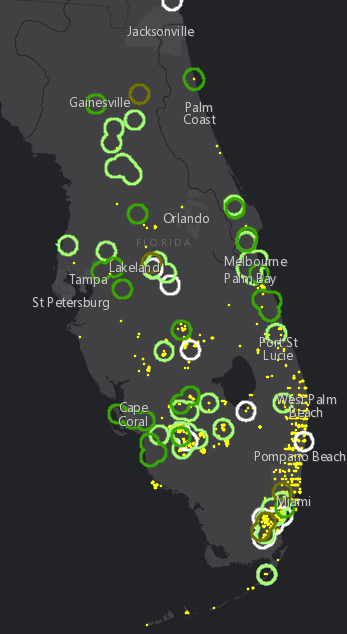 Jacksonville
Gainesville
Palm
Coast
Orlando
FLORIDA
Melbourne
Lakeland
Tampa
Palm Bay
St Petersburg
Port St
Lucie
West Palm
Beach
Cape
Coral
Pompano Beach
Miami